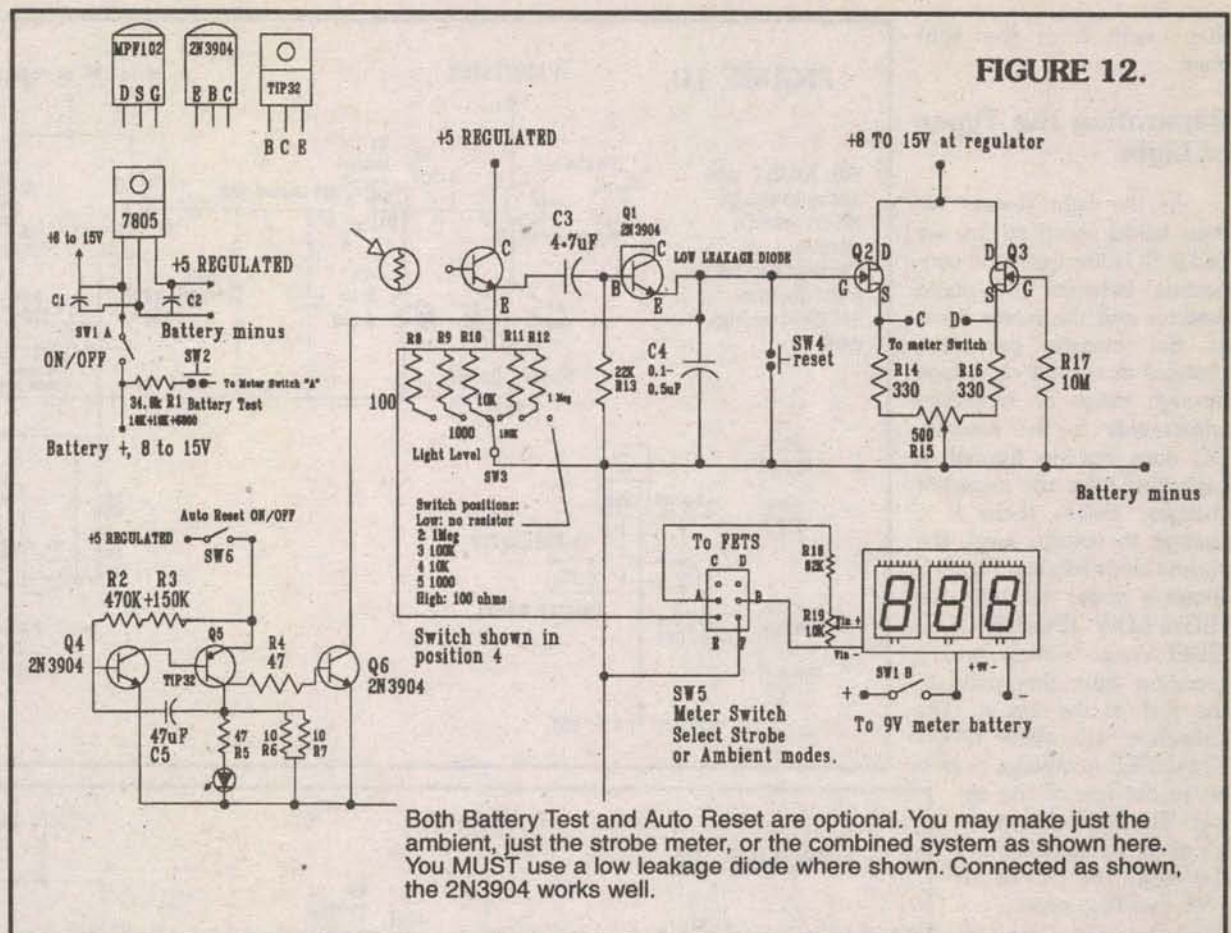 FIGURE 12.
MPF102
D S G
2N3904
E B C
TIP32
B C E
7805
+8 to 15V
+5 REGULATED
C1
C2
Battery minus
SW1 A
ON/OFF
SW2
To Meter Switch "A"
34.8k R1 Battery Test
Battery +, 8 to 15V
+5 REGULATED
C
E
C3
4.7uF
Q1
2N3904
C
B
E
LOW LEAKAGE DIODE
R8 R9 R10 R11 R12
100
1000
10K
100K
1 Meg
Light Level
SW3
22K
R13
C4
0.1-
0.5uF
SW4
reset
Switch positions:
Low: no resistor
2: 1Meg
3 100K
4 10K
5 1000
High: 100 ohms
Switch shown in
position 4
+8 TO 15V at regulator
Q2 D
G
S
D Q3
S G
C D
To meter Switch
R14
330
R16
330
R17
10M
500
R15
Battery minus
Auto Reset ON/OFF
+5 REGULATED
SW6
R2 R3
470K+150K
Q4
2N3904
Q5
TIP32
R4
47
Q6
2N3904
47uF
C5
47
R5
10
R6
10
R7
To FETS
C D
A B
E F
SW5
Meter Switch
Select Strobe
or Ambient modes.
R18
82K
R19
10K
Vin +
Vin -
888
SW1 B
+ 9V -
+ -
To 9V meter battery
Both Battery Test and Auto Reset are optional. You may make just the
ambient, just the strobe meter, or the combined system as shown here.
You MUST use a low leakage diode where shown. Connected as shown,
the 2N3904 works well.